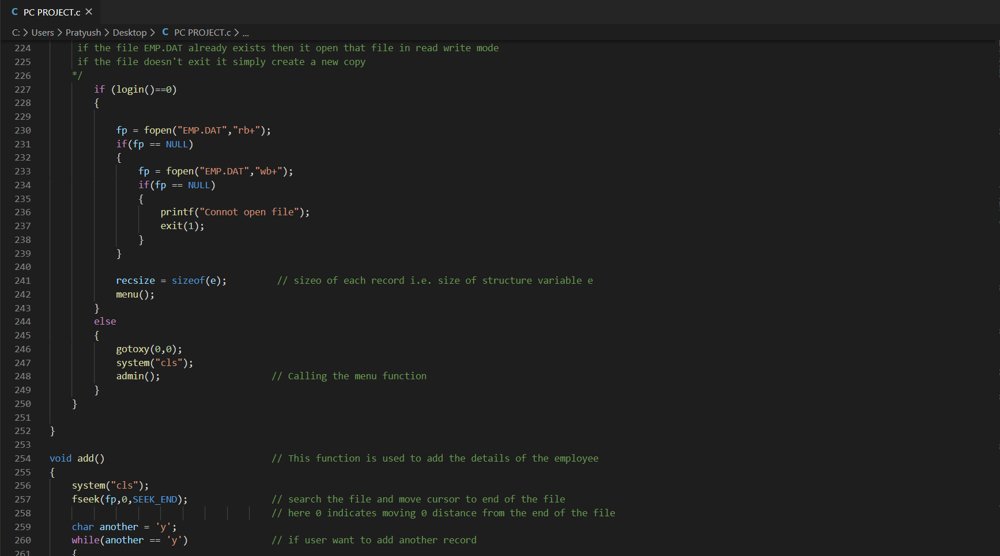 C PC PROJECT.c ×
C: > Users > Pratyush > Desktop > C PC PROJECT.c > ...
224 if the file EMP.DAT already exists then it open that file in read write mode
225 if the file doesn't exit it simply create a new copy
226 */
227 if (login()==0)
228 {
229
230 fp = fopen("EMP.DAT","rb+");
231 if(fp == NULL)
232 {
233 fp = fopen("EMP.DAT","wb+");
234 if(fp == NULL)
235 {
236 printf("Connot open file");
237 exit(1);
238 }
239 }
240
241 recsize = sizeof(e); // sizeo of each record i.e. size of structure variable e
242 menu();
243 }
244 else
245 {
246 gotoxy(0,0);
247 system("cls");
248 admin(); // Calling the menu function
249 }
250 }
251
252 }
253
254 void add() // This function is used to add the details of the employee
255 {
256 system("cls");
257 fseek(fp,0,SEEK_END); // search the file and move cursor to end of the file
258 // here 0 indicates moving 0 distance from the end of the file
259 char another = 'y';
260 while(another == 'y') // if user want to add another record
261 {